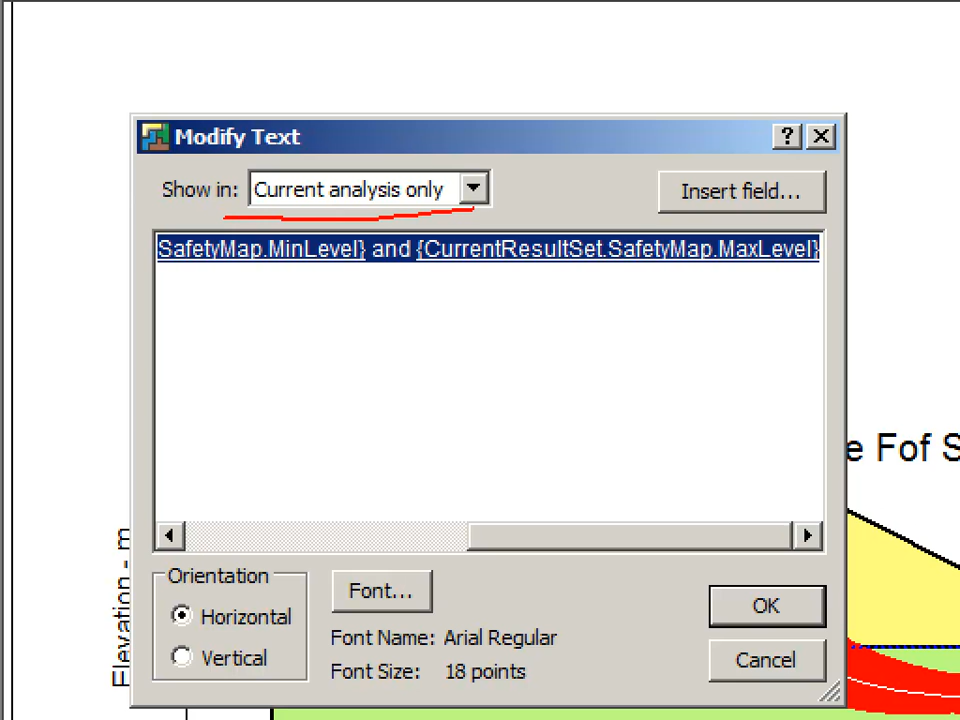 Modify Text
?
Show in: Current analysis only
Insert field...
SafetyMap.MinLevel} and {CurrentResultSet.SafetyMap.MaxLevel}
e Fof S
Elevation - m
Orientation
Horizontal
Vertical
Font...
Font Name: Arial Regular
Font Size: 18 points
OK
Cancel